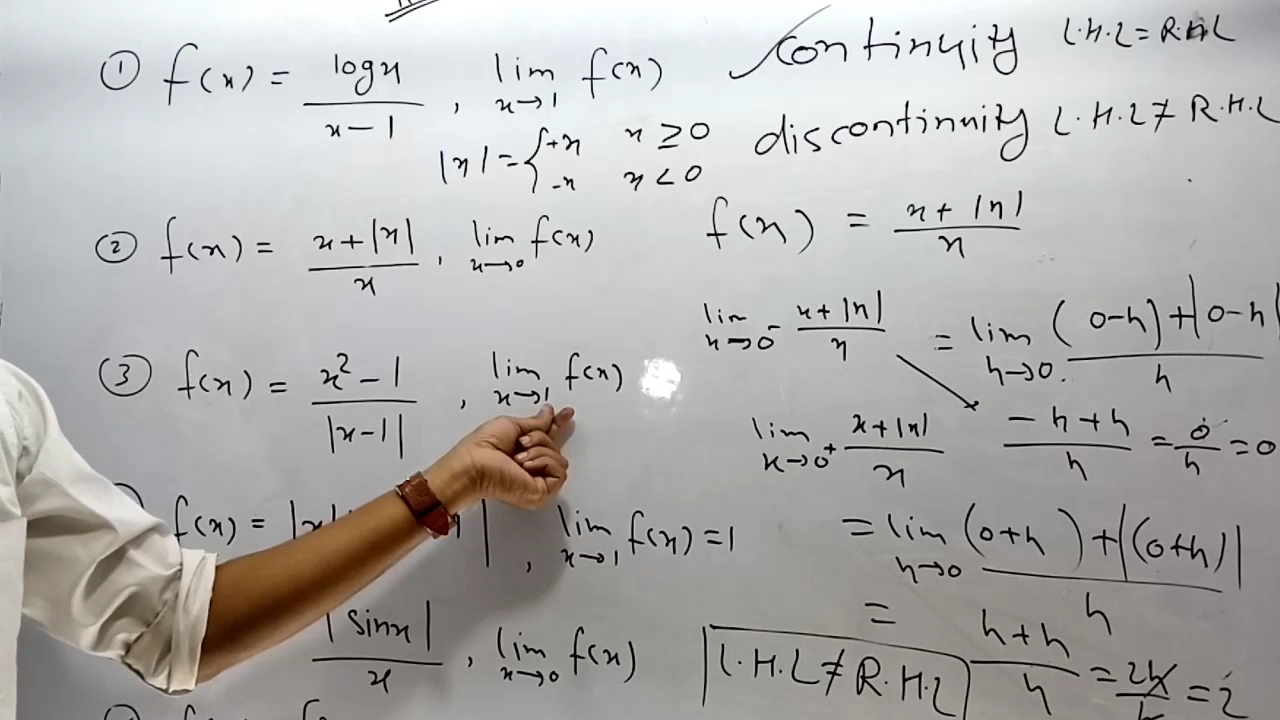 ① f(x) = logx / x-1 , lim x→1 f(x)
|x| = { +x x ≥ 0
-x x < 0
② f(x) = x+|x| / x , lim x→0 f(x)
③ f(x) = x² - 1 / |x-1| , lim x→1 f(x)
f(x) = |x| , lim x→1 f(x) = 1
|sinx| / x , lim x→0 f(x)
continuity L.H.L = R.H.L
discontinuity L.H.L ≠ R.H.L
f(x) = x + |x| / x
lim x→0⁻ x+|x| / x = lim h→0 (0-h)+|0-h| / h
-h+h / h = 0 / h = 0
lim x→0⁺ x+|x| / x
= lim h→0 (0+h)+|(0+h)| / h
= h+h / h = 2h / h = 2
L.H.L ≠ R.H.L